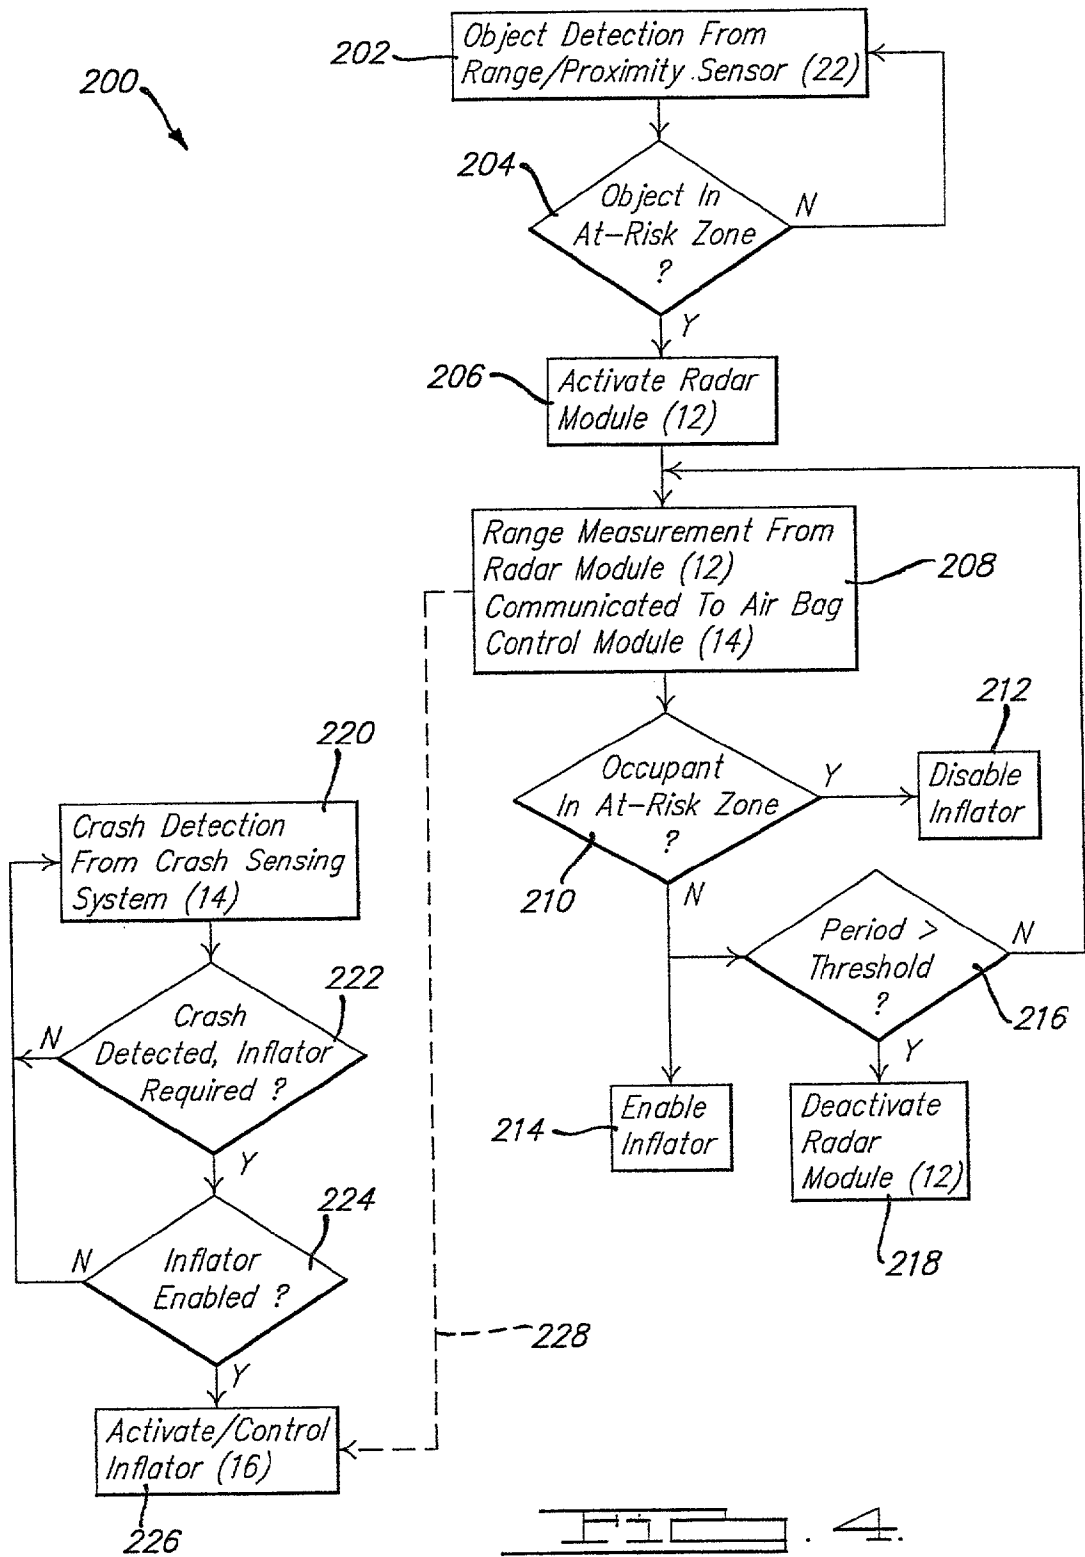 200
202
Object Detection From
Range/Proximity Sensor (22)
204
Object In
At-Risk Zone
?
N
Y
206
Activate Radar
Module (12)
Range Measurement From
Radar Module (12)
Communicated To Air Bag
Control Module (14)
208
210
Occupant
In At-Risk Zone
?
Y
N
212
Disable
Inflator
Period >
Threshold
?
N
Y
216
214
Enable
Inflator
Deactivate
Radar
Module (12)
218
220
Crash Detection
From Crash Sensing
System (14)
222
Crash
Detected, Inflator
Required ?
N
Y
224
Inflator
Enabled ?
N
Y
228
Activate/Control
Inflator (16)
226
FIG. 4.